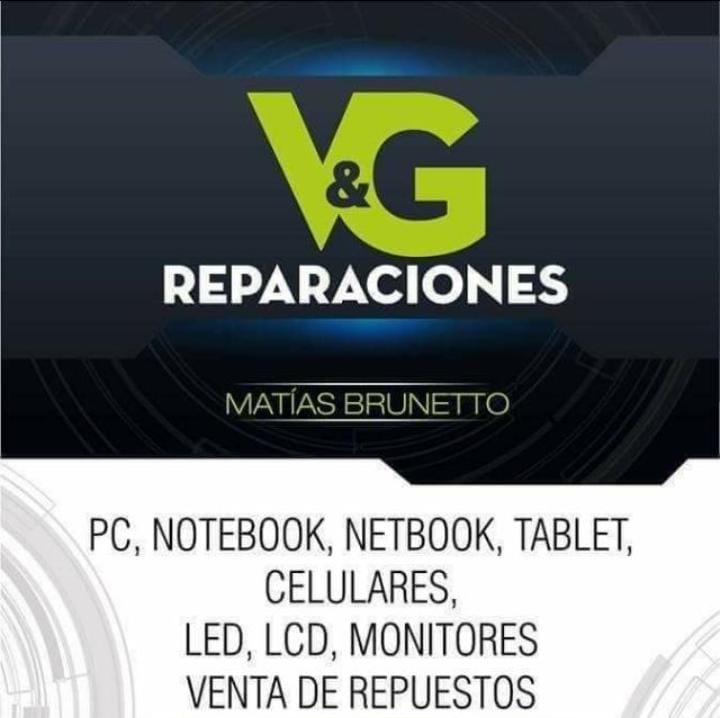 V&G
REPARACIONES
MATÍAS BRUNETTO
PC, NOTEBOOK, NETBOOK, TABLET,
CELULARES,
LED, LCD, MONITORES
VENTA DE REPUESTOS